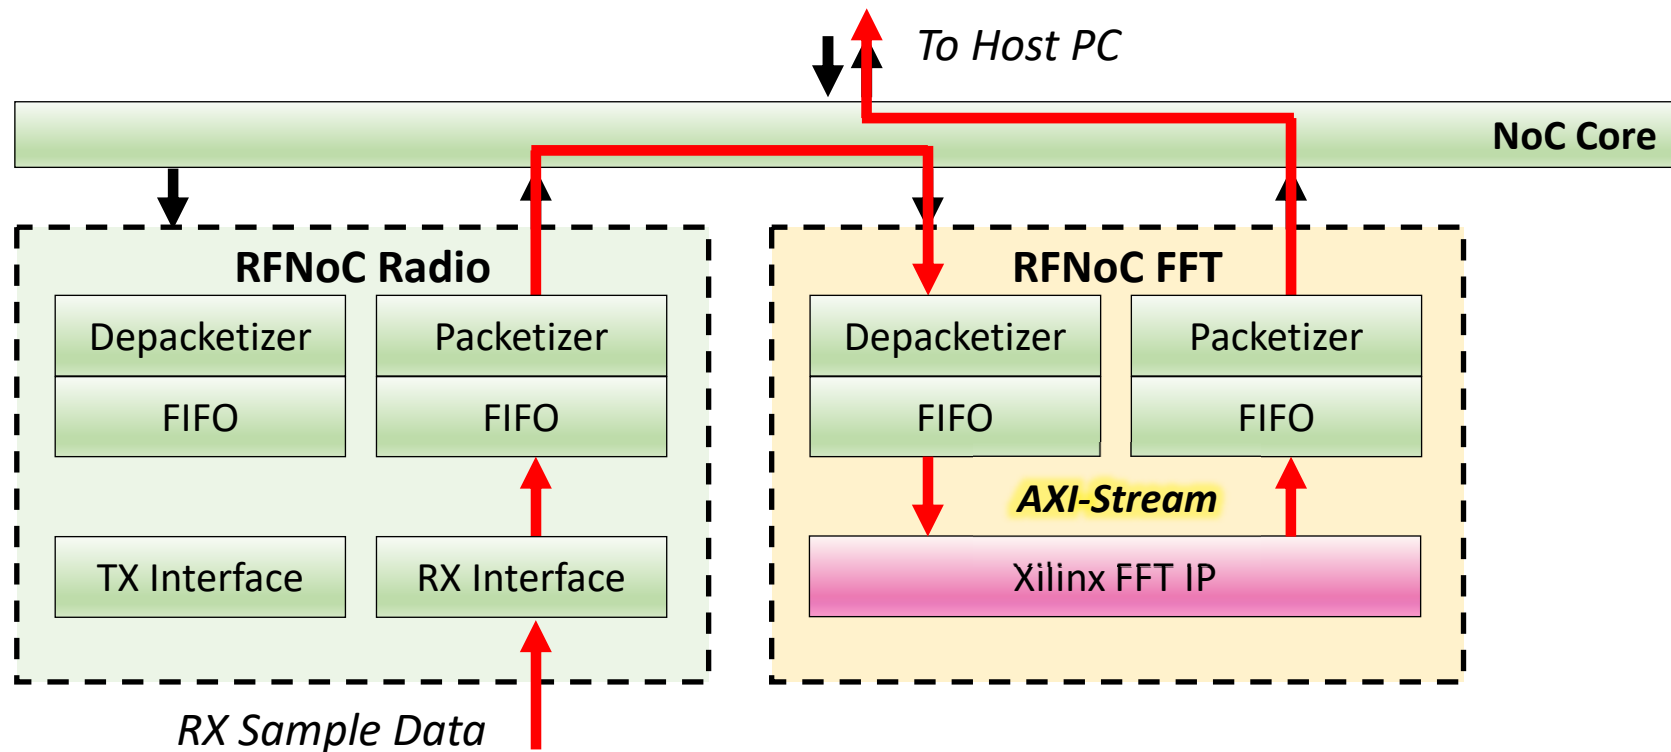 To Host PC
NoC Core
RFNoC Radio
Depacketizer
Packetizer
FIFO
FIFO
TX Interface
RX Interface
RX Sample Data
RFNoC FFT
Depacketizer
Packetizer
FIFO
FIFO
AXI-Stream
Xilinx FFT IP